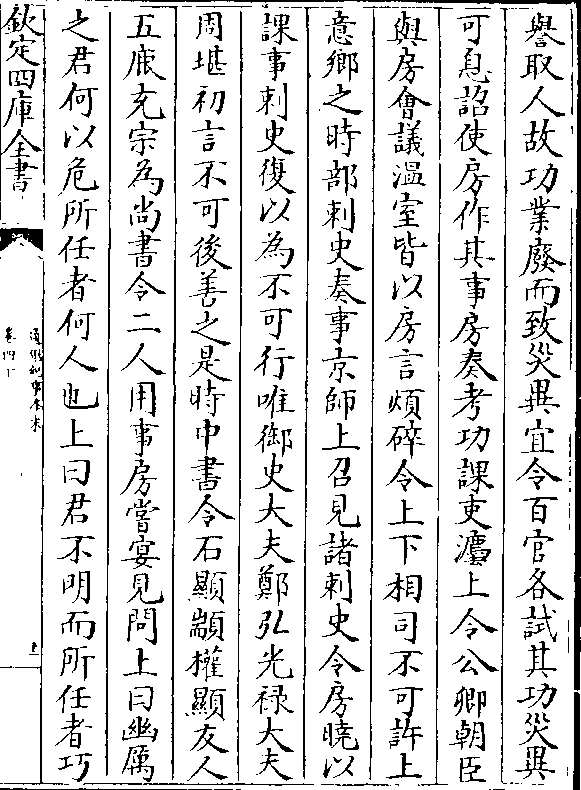 譽取人故功業廢而致災異宜令百官各試其功災異
可息詔使房作其事房奏考功課吏灋上令公卿朝臣
與房會議溫室皆以房言煩碎令上下相司不可許上
意鄉之時部刺史奏事京師上召見諸刺史令房曉以
課事刺史復以為不可行唯御史大夫鄭弘光祿大夫
周堪初言不可後善之是時中書令石顯顓權顯友人
五鹿充宗為尚書令二人用事房嘗宴見問上曰幽厲
之君何以危所任者何人也上曰君不明而所任者巧
欽定四庫全書
通鑑紀事本末
卷四下